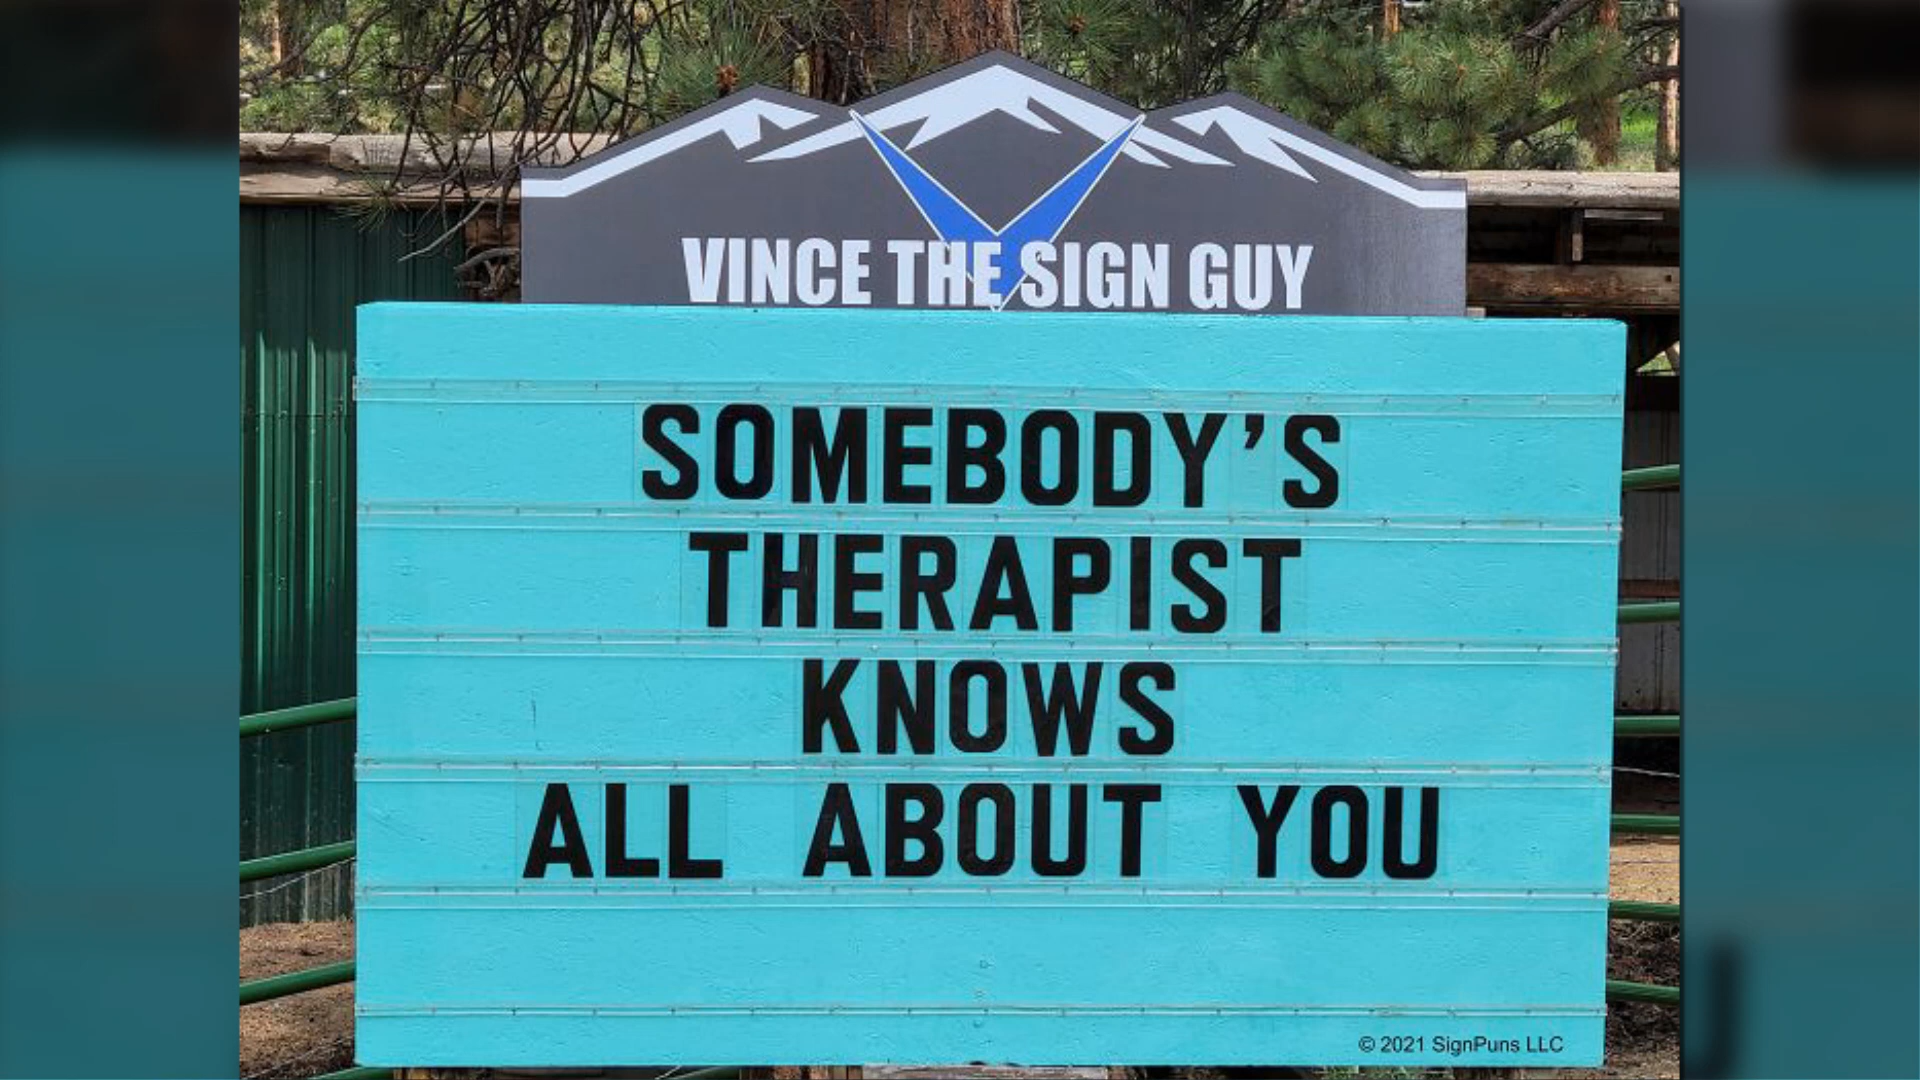 VINCE THE SIGN GUY
SOMEBODY'S
THERAPIST
KNOWS
ALL ABOUT YOU
© 2021 SignPuns LLC